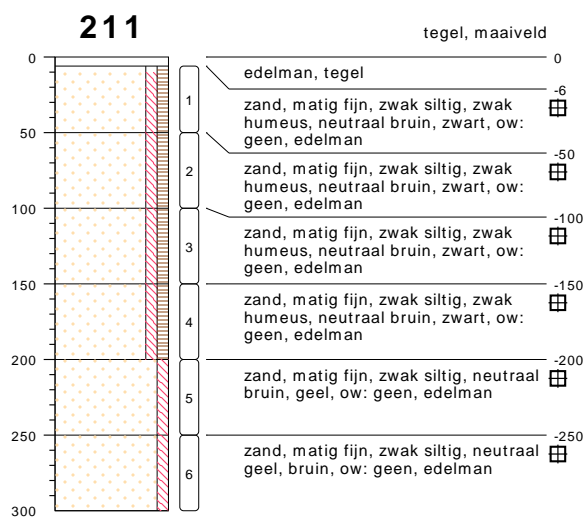 211
tegel, maaiveld
0
0
edelman, tegel
-6
1
zand, matig fijn, zwak siltig, zwak
humeus, neutraal bruin, zwart, ow:
geen, edelman
50
-50
2
zand, matig fijn, zwak siltig, zwak
humeus, neutraal bruin, zwart, ow:
geen, edelman
100
-100
3
zand, matig fijn, zwak siltig, zwak
humeus, neutraal bruin, zwart, ow:
geen, edelman
150
-150
4
zand, matig fijn, zwak siltig, zwak
humeus, neutraal bruin, zwart, ow:
geen, edelman
200
-200
5
zand, matig fijn, zwak siltig, neutraal
bruin, geel, ow: geen, edelman
250
-250
6
zand, matig fijn, zwak siltig, neutraal
geel, bruin, ow: geen, edelman
300